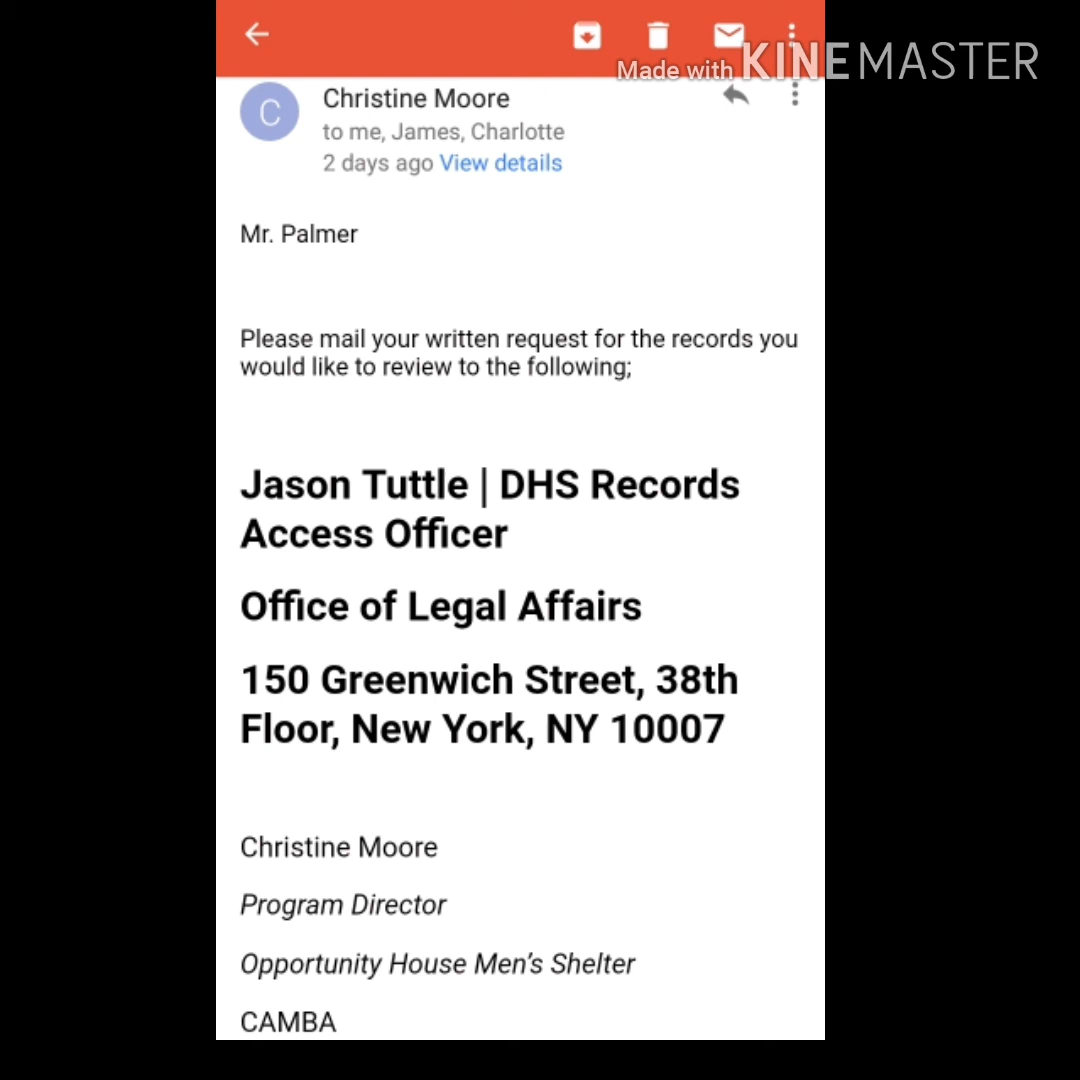 Made with KINEMASTER
C
Christine Moore
to me, James, Charlotte
2 days ago View details
Mr. Palmer
Please mail your written request for the records you
would like to review to the following;
Jason Tuttle | DHS Records
Access Officer
Office of Legal Affairs
150 Greenwich Street, 38th
Floor, New York, NY 10007
Christine Moore
Program Director
Opportunity House Men’s Shelter
CAMBA